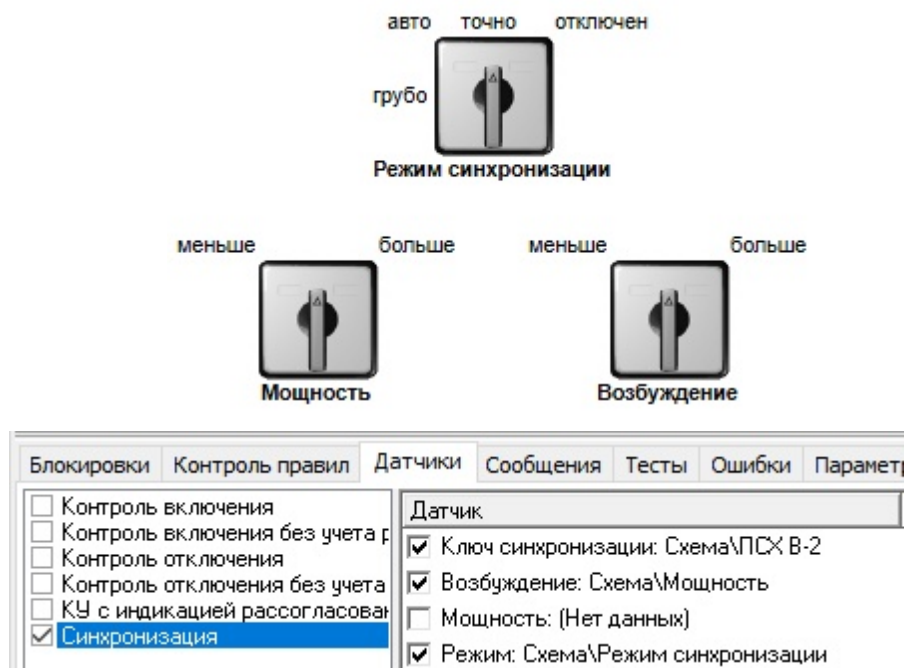 авто точно отключен
грубо
Режим синхронизации
меньше больше меньше больше
Мощность Возбуждение
Блокировки Контроль правил Датчики Сообщения Тесты Ошибки Параметр
Контроль включения
Контроль включения без учета р
Контроль отключения
Контроль отключения без учета
КУ с индикацией рассогласован
Синхронизация
Датчик
Ключ синхронизации: Схема\ПСХ В-2
Возбуждение: Схема\Мощность
Мощность: (Нет данных)
Режим: Схема\Режим синхронизации